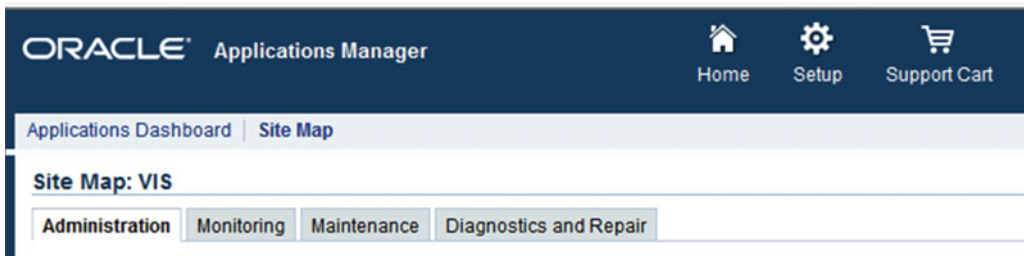 ORACLE Applications Manager
Home Setup Support Cart
Applications Dashboard Site Map
Site Map: VIS
Administration Monitoring Maintenance Diagnostics and Repair